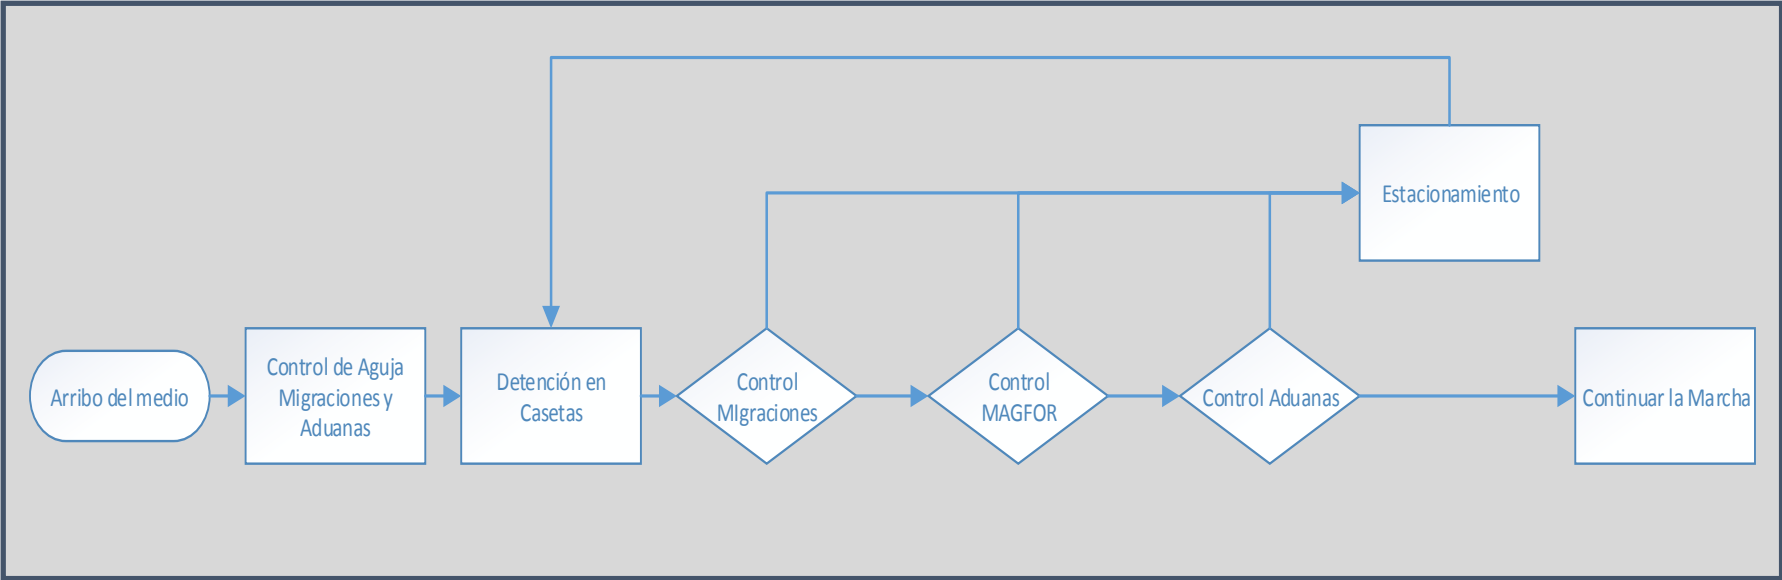 Estacionamiento
Arribo del medio
Control de Aguja
Migraciones y
Aduanas
Detención en
Casetas
Control
MIgraciones
Control
MAGFOR
Control Aduanas
Continuar la Marcha